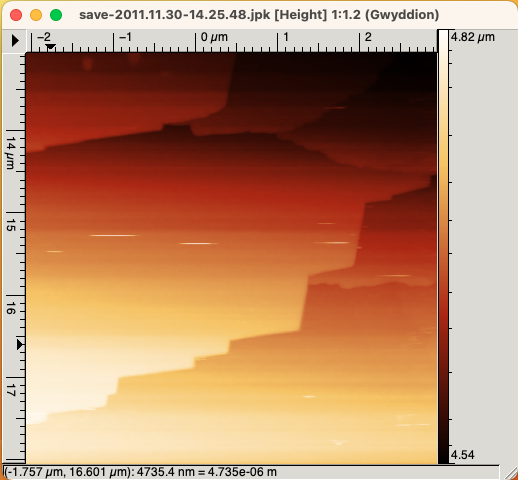 save-2011.11.30-14.25.48.jpk [Height] 1:1.2 (Gwyddion)
−2 −1 0 µm 1 2
4.82 µm
14 µm
15
16
17
4.54
(-1.757 µm, 16.601 µm): 4735.4 nm = 4.735e-06 m